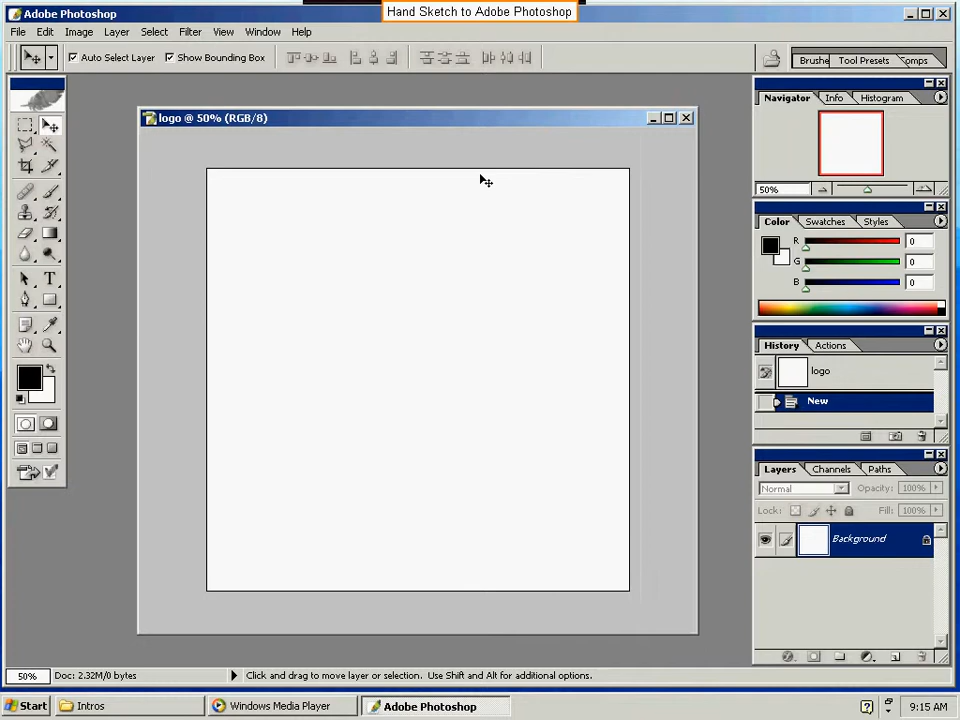 Hand Sketch to Adobe Photoshop
Adobe Photoshop
File Edit Image Layer Select Filter View Window Help
Auto Select Layer Show Bounding Box
Brushe Tool Presets Comps
logo @ 50% (RGB/8)
Navigator Info Histogram
50%
Color Swatches Styles
R 0
G 0
B 0
History Actions
logo
New
Layers Channels Paths
Normal Opacity: 100%
Lock: Fill: 100%
Background
T
50% Doc: 2.32M/0 bytes Click and drag to move layer or selection. Use Shift and Alt for additional options.
Start Intros Windows Media Player Adobe Photoshop 9:15 AM